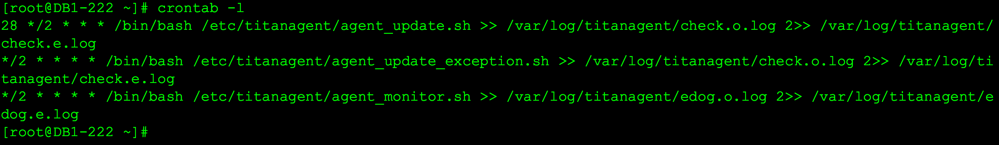 [root@DB1-222 ~]# crontab -l
28 */2 * * * /bin/bash /etc/titanagent/agent_update.sh >> /var/log/titanagent/check.o.log 2>> /var/log/titanagent/
check.e.log
*/2 * * * * /bin/bash /etc/titanagent/agent_update_exception.sh >> /var/log/titanagent/check.o.log 2>> /var/log/ti
tanagent/check.e.log
*/2 * * * * /bin/bash /etc/titanagent/agent_monitor.sh >> /var/log/titanagent/edog.o.log 2>> /var/log/titanagent/e
dog.e.log
[root@DB1-222 ~]#